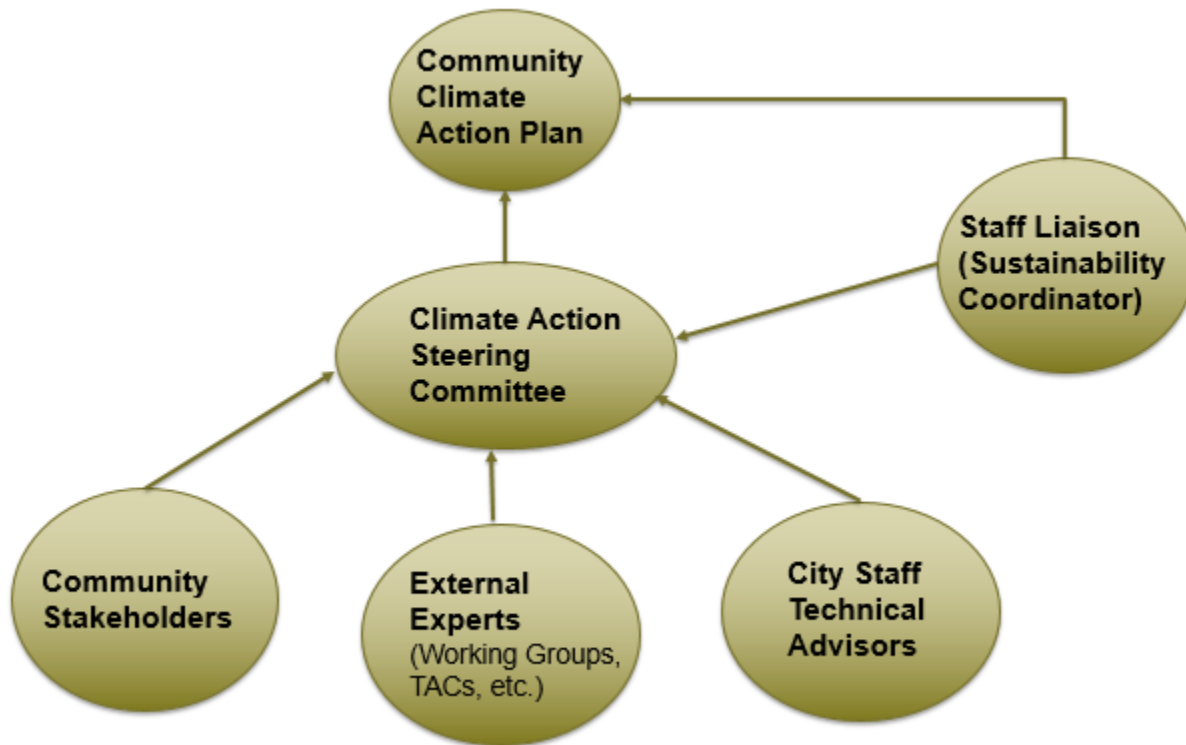 Community
Climate
Action Plan
Staff Liaison
(Sustainability
Coordinator)
Climate Action
Steering
Committee
Community
Stakeholders
External
Experts
(Working Groups,
TACs, etc.)
City Staff
Technical
Advisors